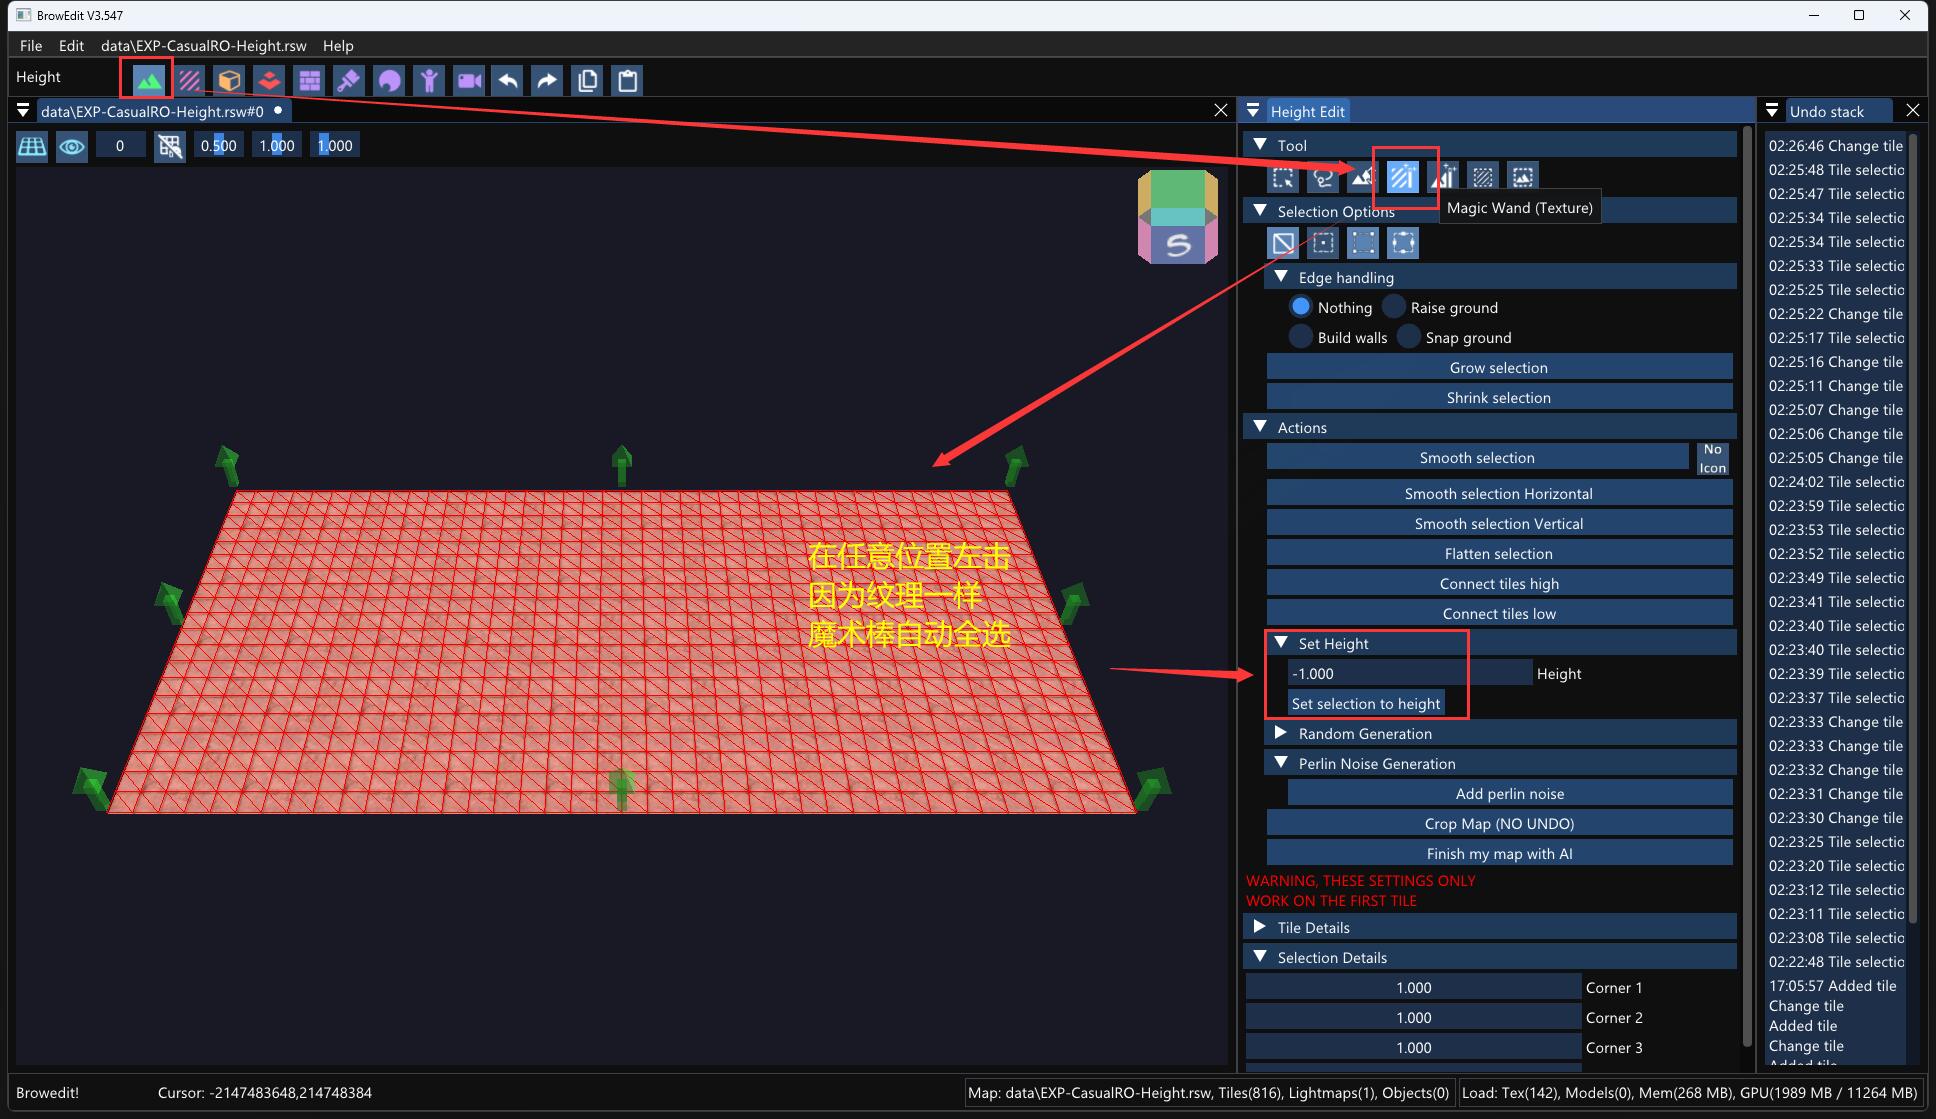 BrowEdit V3.547
File Edit data\EXP-CasualRO-Height.rsw Help
Height
data\EXP-CasualRO-Height.rsw#0
0 0.500 1.000 1.000
S
在任意位置左击
因为纹理一样
魔术棒自动全选
Height Edit
Tool
Magic Wand (Texture)
Selection Options
Edge handling
Nothing Raise ground
Build walls Snap ground
Grow selection
Shrink selection
Actions
Smooth selection No Icon
Smooth selection Horizontal
Smooth selection Vertical
Flatten selection
Connect tiles high
Connect tiles low
Set Height
-1.000 Height
Set selection to height
Random Generation
Perlin Noise Generation
Add perlin noise
Crop Map (NO UNDO)
Finish my map with AI
WARNING, THESE SETTINGS ONLY
WORK ON THE FIRST TILE
Tile Details
Selection Details
1.000 Corner 1
1.000 Corner 2
1.000 Corner 3
Undo stack
02:26:46 Change tile
02:25:48 Tile selectio
02:25:47 Tile selectio
02:25:34 Tile selectio
02:25:34 Tile selectio
02:25:33 Tile selectio
02:25:25 Tile selectio
02:25:22 Tile selectio
02:25:17 Tile selectio
02:25:16 Change tile
02:25:11 Change tile
02:25:07 Change tile
02:25:06 Change tile
02:25:05 Change tile
02:24:02 Tile selectio
02:23:59 Tile selectio
02:23:53 Tile selectio
02:23:52 Tile selectio
02:23:49 Tile selectio
02:23:41 Tile selectio
02:23:40 Tile selectio
02:23:40 Tile selectio
02:23:39 Tile selectio
02:23:37 Tile selectio
02:23:33 Change tile
02:23:33 Change tile
02:23:32 Change tile
02:23:31 Change tile
02:23:30 Change tile
02:23:25 Tile selectio
02:23:20 Tile selectio
02:23:12 Tile selectio
02:23:11 Tile selectio
02:23:08 Tile selectio
02:22:48 Tile selectio
17:05:57 Added tile
Change tile
Added tile
Change tile
Added tile
Browedit! Cursor: -2147483648,214748384 Map: data\EXP-CasualRO-Height.rsw, Tiles(816), Lightmaps(1), Objects(0) Load: Tex(142), Models(0), Mem(268 MB), GPU(1989 MB / 11264 MB)